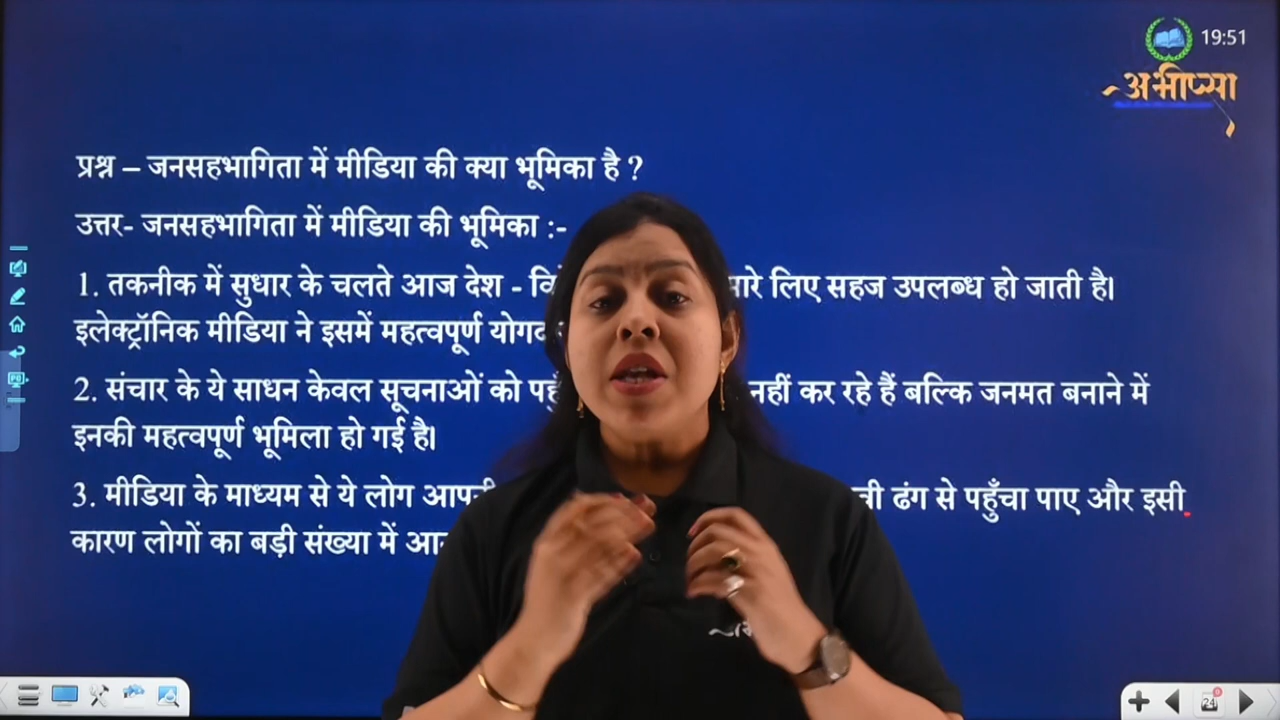 19:51
अभीप्सा
प्रश्न – जनसहभागिता में मीडिया की क्या भूमिका है ?
उत्तर- जनसहभागिता में मीडिया की भूमिका :-
1. तकनीक में सुधार के चलते आज देश - लिए सहज उपलब्ध हो जाती है।
इलेक्ट्रॉनिक मीडिया ने इसमें महत्वपूर्ण
2. संचार के ये साधन केवल सूचनाओं को नहीं कर रहे हैं बल्कि जनमत बनाने में
इनकी महत्वपूर्ण भूमिला हो गई है।
3. मीडिया के माध्यम से ये लोग ढंग से पहुँचा पाए और इसी
कारण लोगों का बड़ी संख्या में
24